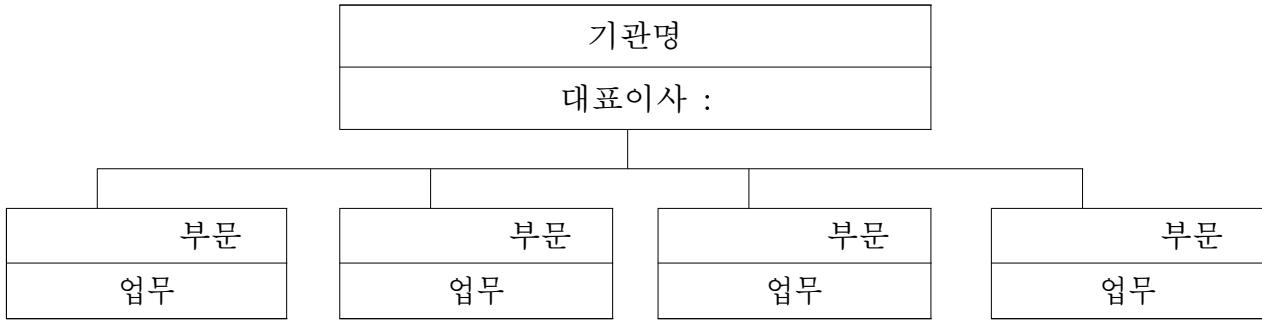 기관명
대표이사 :
부문 부문 부문 부문
업무 업무 업무 업무